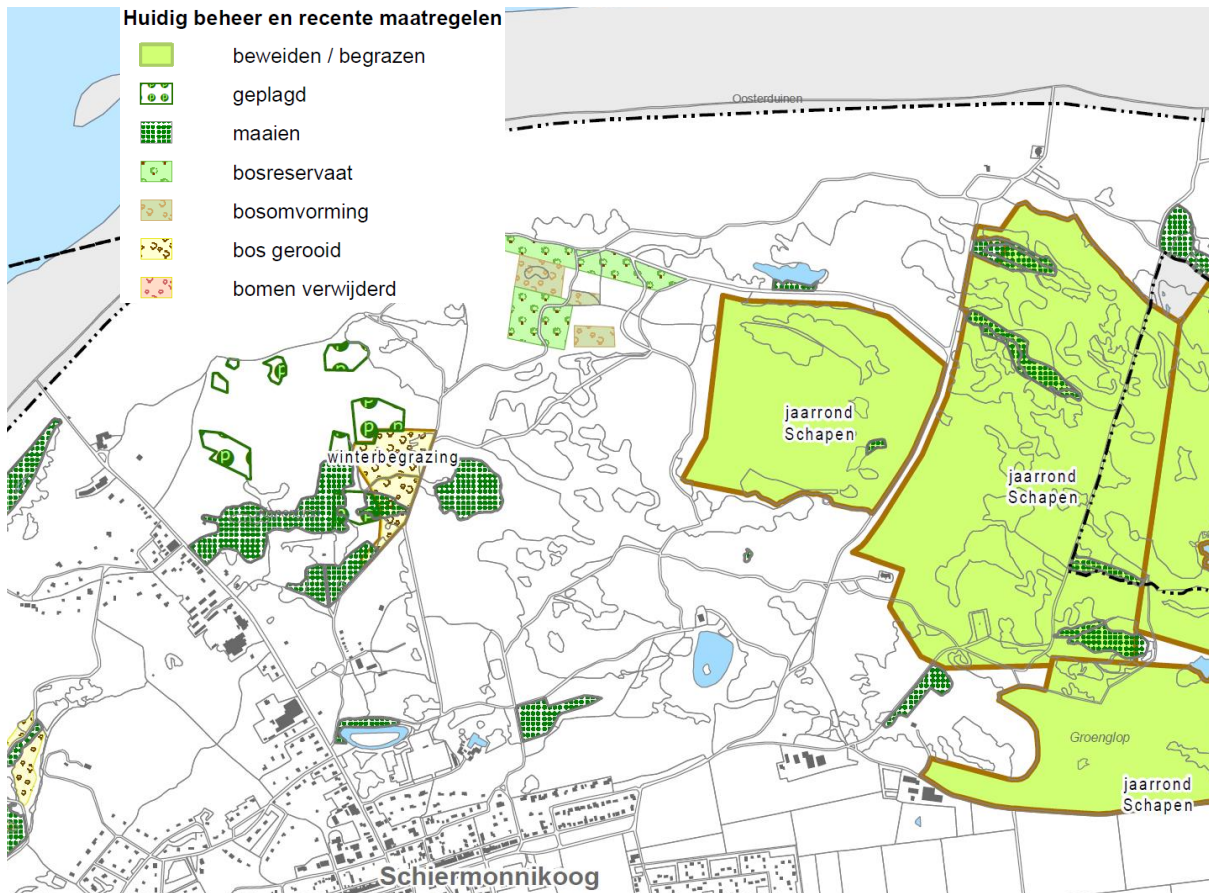 Huidig beheer en recente maatregelen
beweiden / begrazen
geplagd
maaien
bosreservaat
bosomvorming
bos gerooid
bomen verwijderd
Oosterduinen
jaarrond
Schapen
winterbegrazing
jaarrond
Schapen
Groenglop
jaarrond
Schapen
Schiermonnikoog